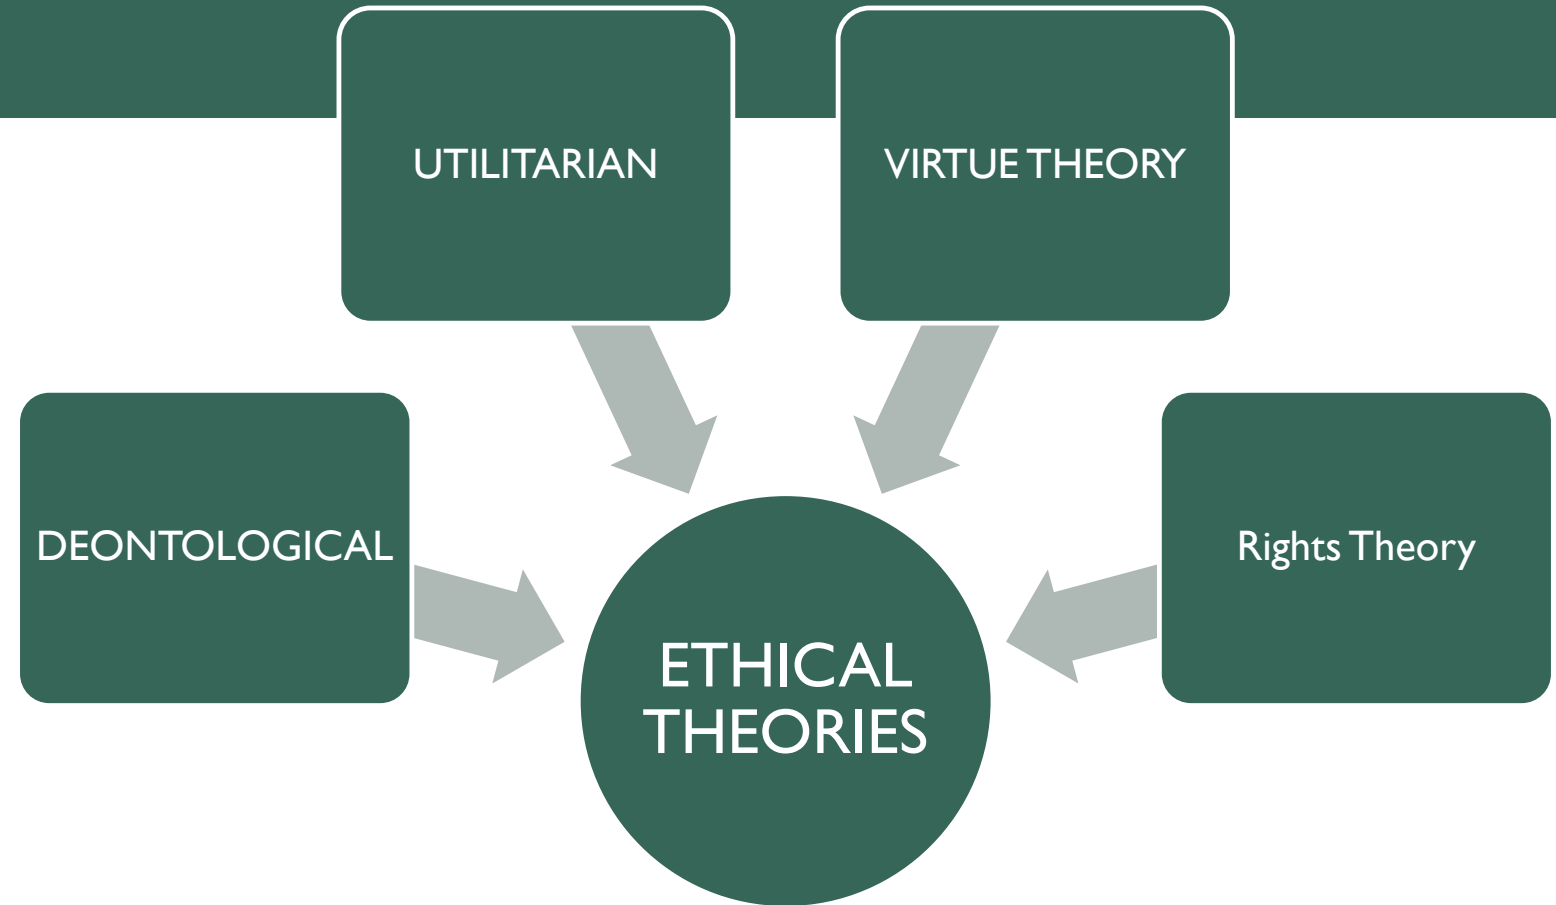 UTILITARIAN
VIRTUE THEORY
DEONTOLOGICAL
Rights Theory
ETHICAL
THEORIES